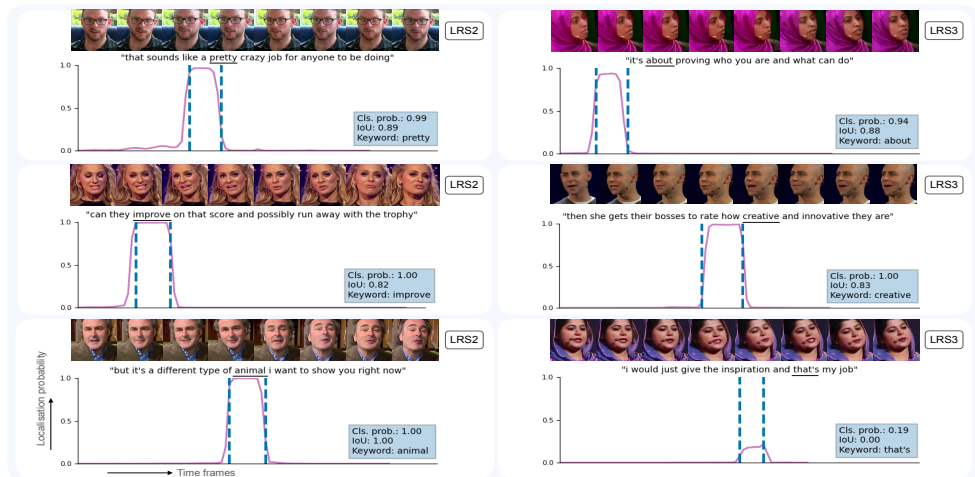 LRS2
"that sounds like a pretty crazy job for anyone to be doing"
1.0
0.5
0.0
Cls. prob.: 0.99
IoU: 0.89
Keyword: pretty
LRS3
"it's about proving who you are and what can do"
1.0
0.5
0.0
Cls. prob.: 0.94
IoU: 0.88
Keyword: about
LRS2
"can they improve on that score and possibly run away with the trophy"
1.0
0.5
0.0
Cls. prob.: 1.00
IoU: 0.82
Keyword: improve
LRS3
"then she gets their bosses to rate how creative and innovative they are"
1.0
0.5
0.0
Cls. prob.: 1.00
IoU: 0.83
Keyword: creative
LRS2
"but it's a different type of animal i want to show you right now"
1.0
0.5
0.0
Cls. prob.: 1.00
IoU: 1.00
Keyword: animal
Localisation probability
Time frames
LRS3
"i would just give the inspiration and that's my job"
1.0
0.5
0.0
Cls. prob.: 0.19
IoU: 0.00
Keyword: that's